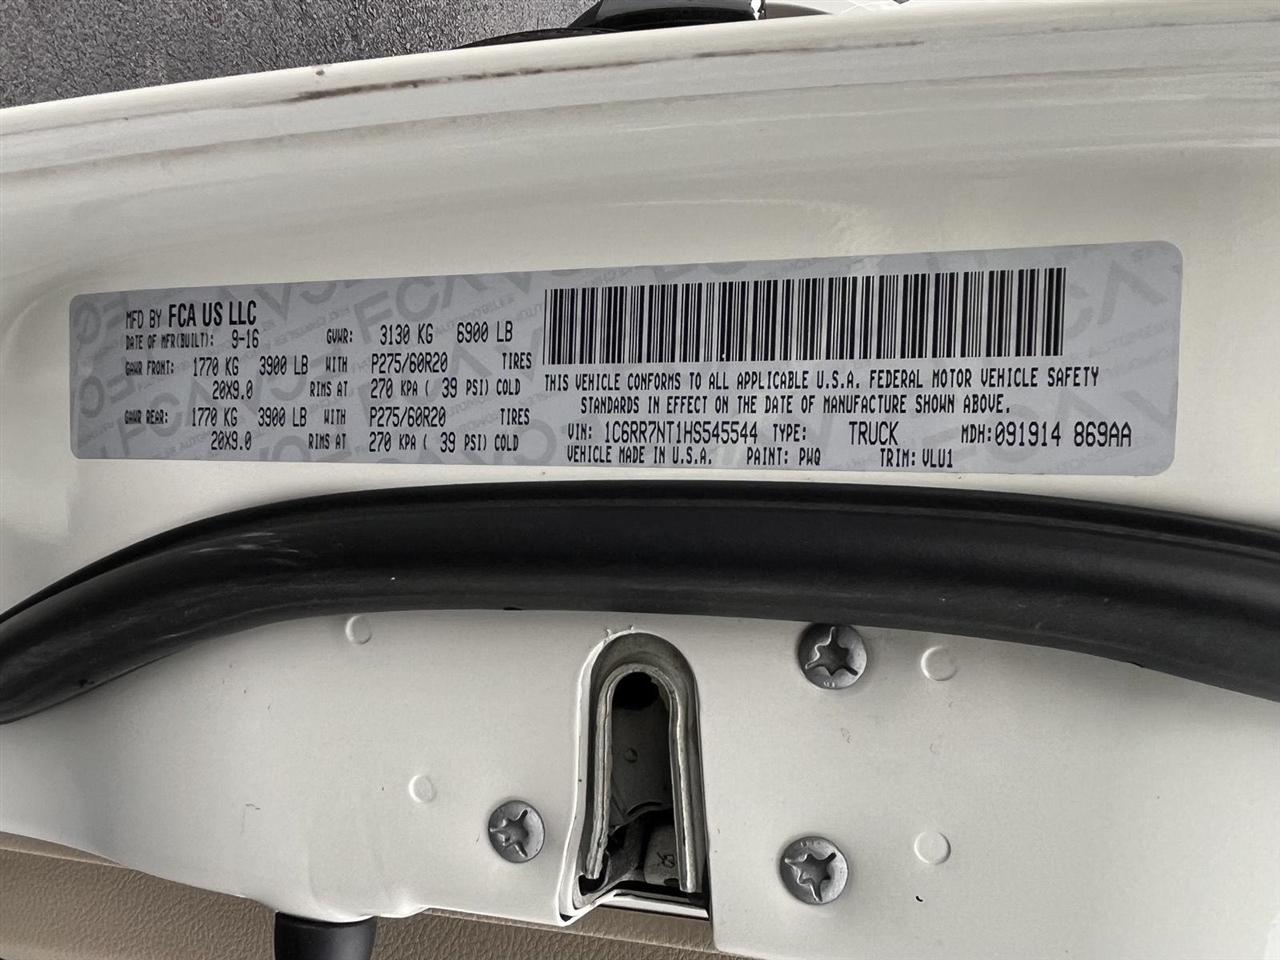 MFD BY FCA US LLC
DATE OF MFR(BUILT): 9-16 GVWR: 3130 KG 6900 LB
GAWR FRONT: 1770 KG 3900 LB WITH P275/60R20 TIRES
20X9.0 RIMS AT 270 KPA ( 39 PSI) COLD
GAWR REAR: 1770 KG 3900 LB WITH P275/60R20 TIRES
20X9.0 RIMS AT 270 KPA ( 39 PSI) COLD
THIS VEHICLE CONFORMS TO ALL APPLICABLE U.S.A. FEDERAL MOTOR VEHICLE SAFETY
STANDARDS IN EFFECT ON THE DATE OF MANUFACTURE SHOWN ABOVE.
VIN: 1C6RR7NT1HS545544 TYPE: TRUCK MDH:091914 869AA
VEHICLE MADE IN U.S.A. PAINT: PWQ TRIM: VLU1